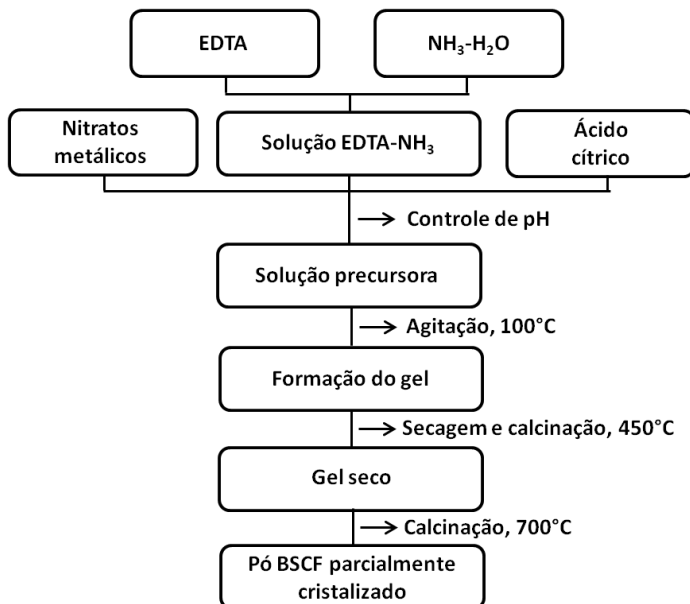 EDTA
NH₃-H₂O
Nitratos
metálicos
Solução EDTA-NH₃
Ácido
cítrico
Controle de pH
Solução precursora
Agitação, 100°C
Formação do gel
Secagem e calcinação, 450°C
Gel seco
Calcinação, 700°C
Pó BSCF parcialmente
cristalizado